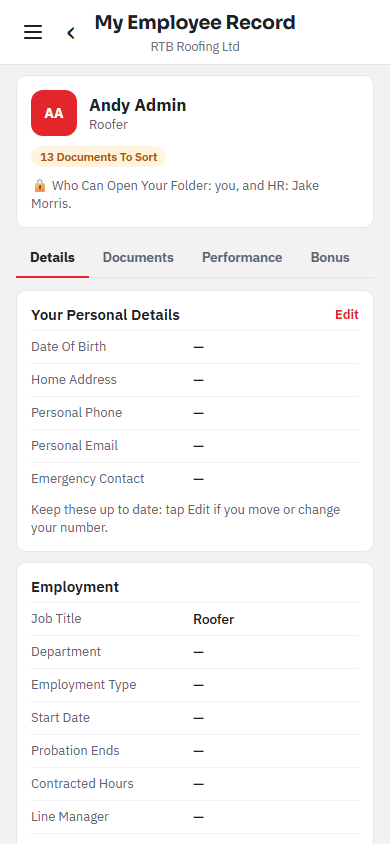 My Employee Record
RTB Roofing Ltd
AA
Andy Admin
Roofer
13 Documents To Sort
🔒 Who Can Open Your Folder: you, and HR: Jake
Morris.
Details Documents Performance Bonus
Your Personal Details Edit
Date Of Birth —
Home Address —
Personal Phone —
Personal Email —
Emergency Contact —
Keep these up to date: tap Edit if you move or change
your number.
Employment
Job Title Roofer
Department —
Employment Type —
Start Date —
Probation Ends —
Contracted Hours —
Line Manager —